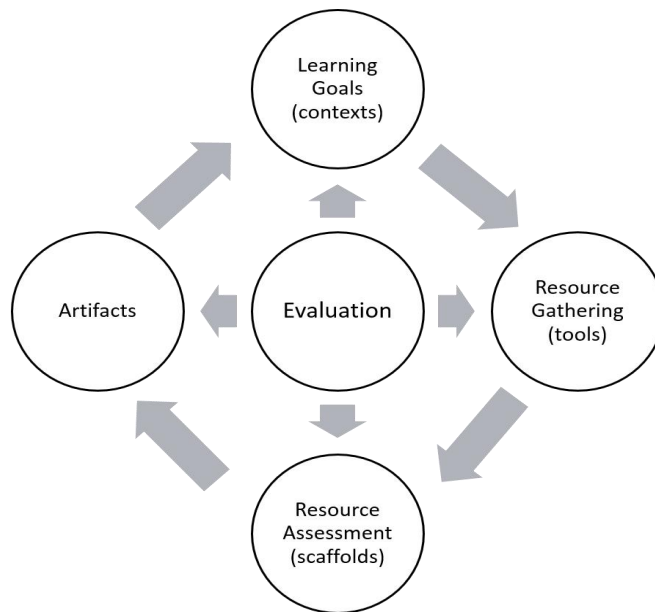 Learning
Goals
(contexts)
Artifacts
Evaluation
Resource
Gathering
(tools)
Resource
Assessment
(scaffolds)